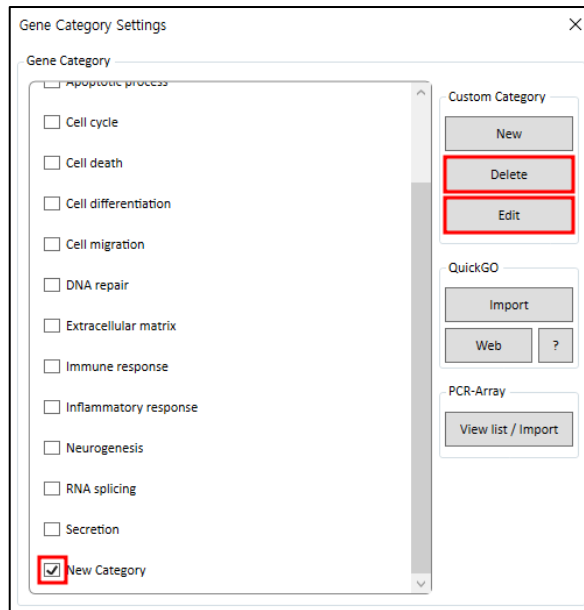 Gene Category Settings
Gene Category
Apoptotic process
Cell cycle
Cell death
Cell differentiation
Cell migration
DNA repair
Extracellular matrix
Immune response
Inflammatory response
Neurogenesis
RNA splicing
Secretion
New Category
Custom Category
New
Delete
Edit
QuickGO
Import
Web ?
PCR-Array
View list / Import